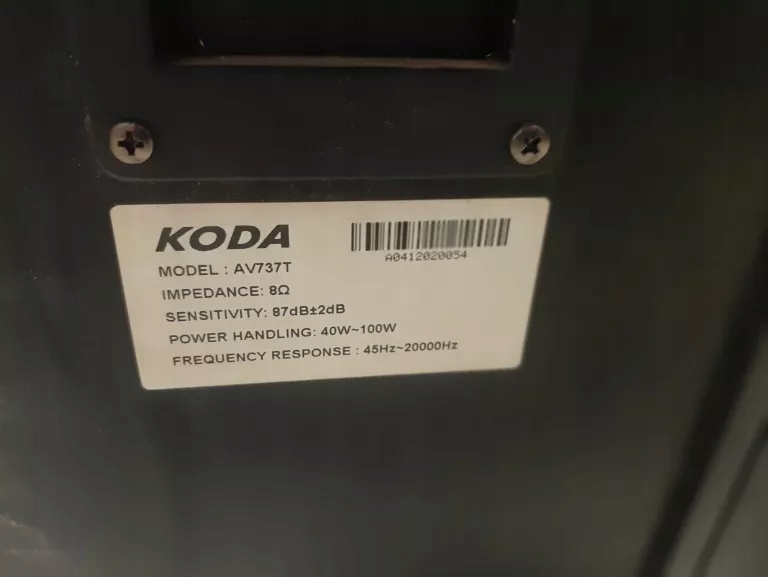 KODA
A0412020054
MODEL : AV737T
IMPEDANCE: 8Ω
SENSITIVITY: 87dB±2dB
POWER HANDLING: 40W~100W
FREQUENCY RESPONSE : 45Hz~20000Hz